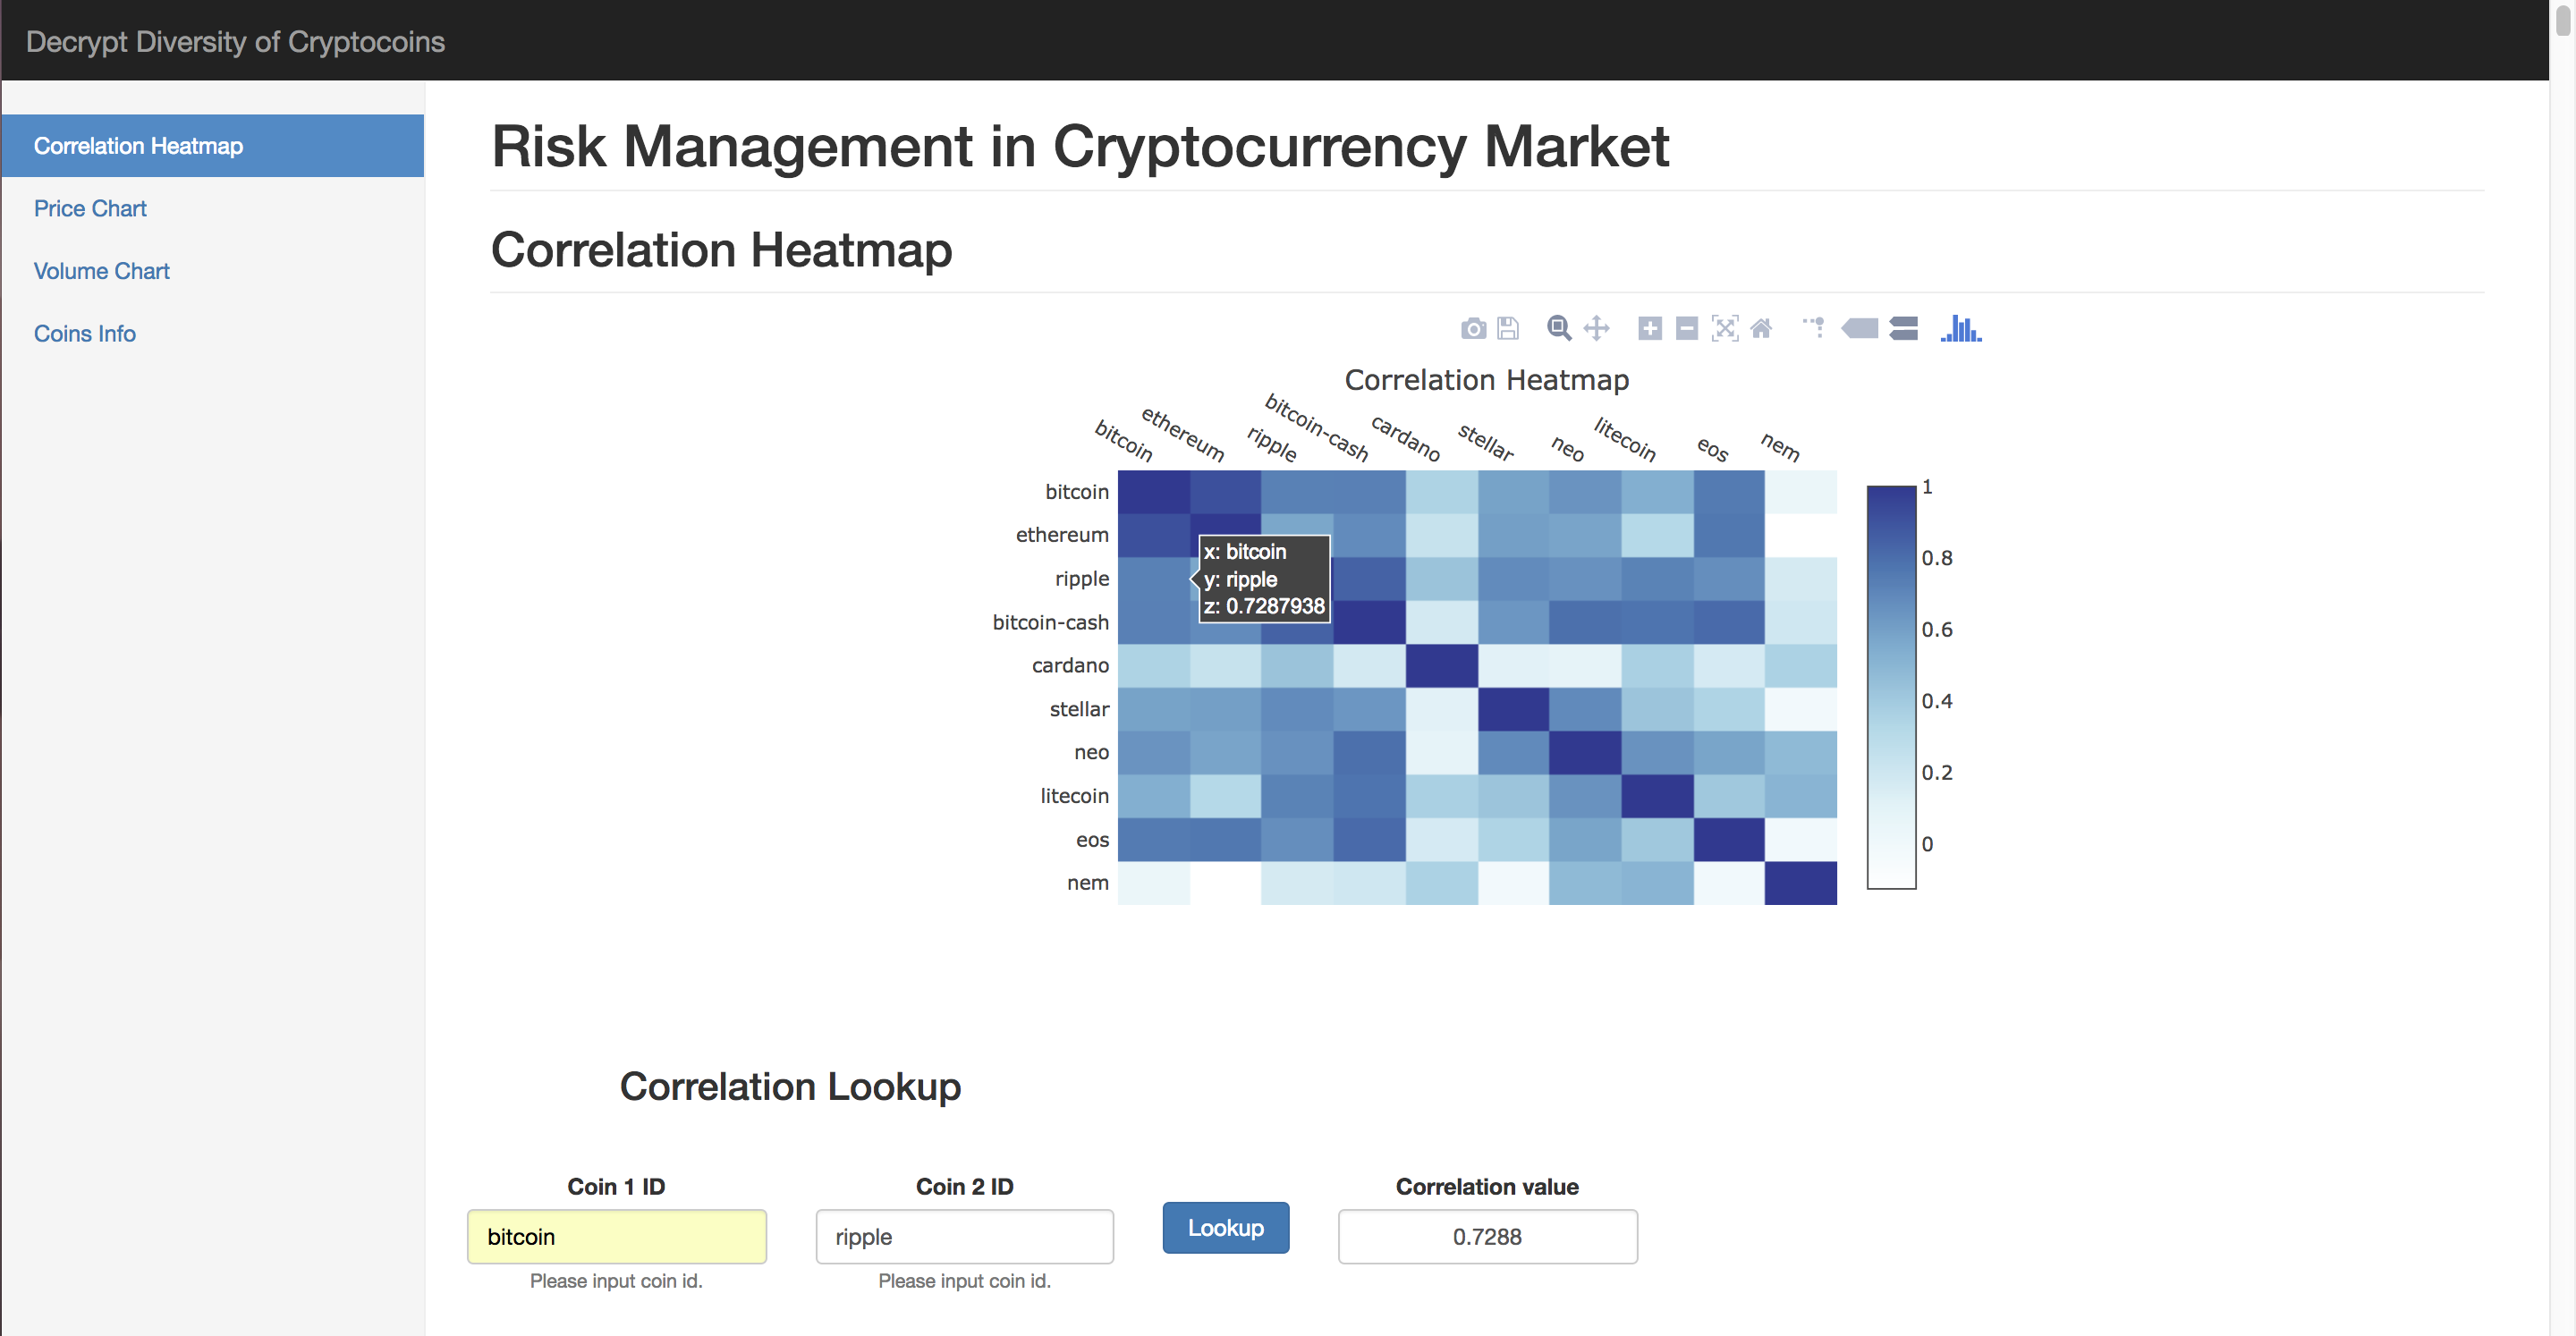 Decrypt Diversity of Cryptocoins
Correlation Heatmap
Price Chart
Volume Chart
Coins Info
Risk Management in Cryptocurrency Market
Correlation Heatmap
Correlation Heatmap
bitcoin
ethereum
ripple
bitcoin-cash
cardano
stellar
neo
litecoin
eos
nem
bitcoin
ethereum
ripple
bitcoin-cash
cardano
stellar
neo
litecoin
eos
nem
x: bitcoin
y: ripple
z: 0.7287938
1
0.8
0.6
0.4
0.2
0
Correlation Lookup
Coin 1 ID
bitcoin
Please input coin id.
Coin 2 ID
ripple
Please input coin id.
Lookup
Correlation value
0.7288